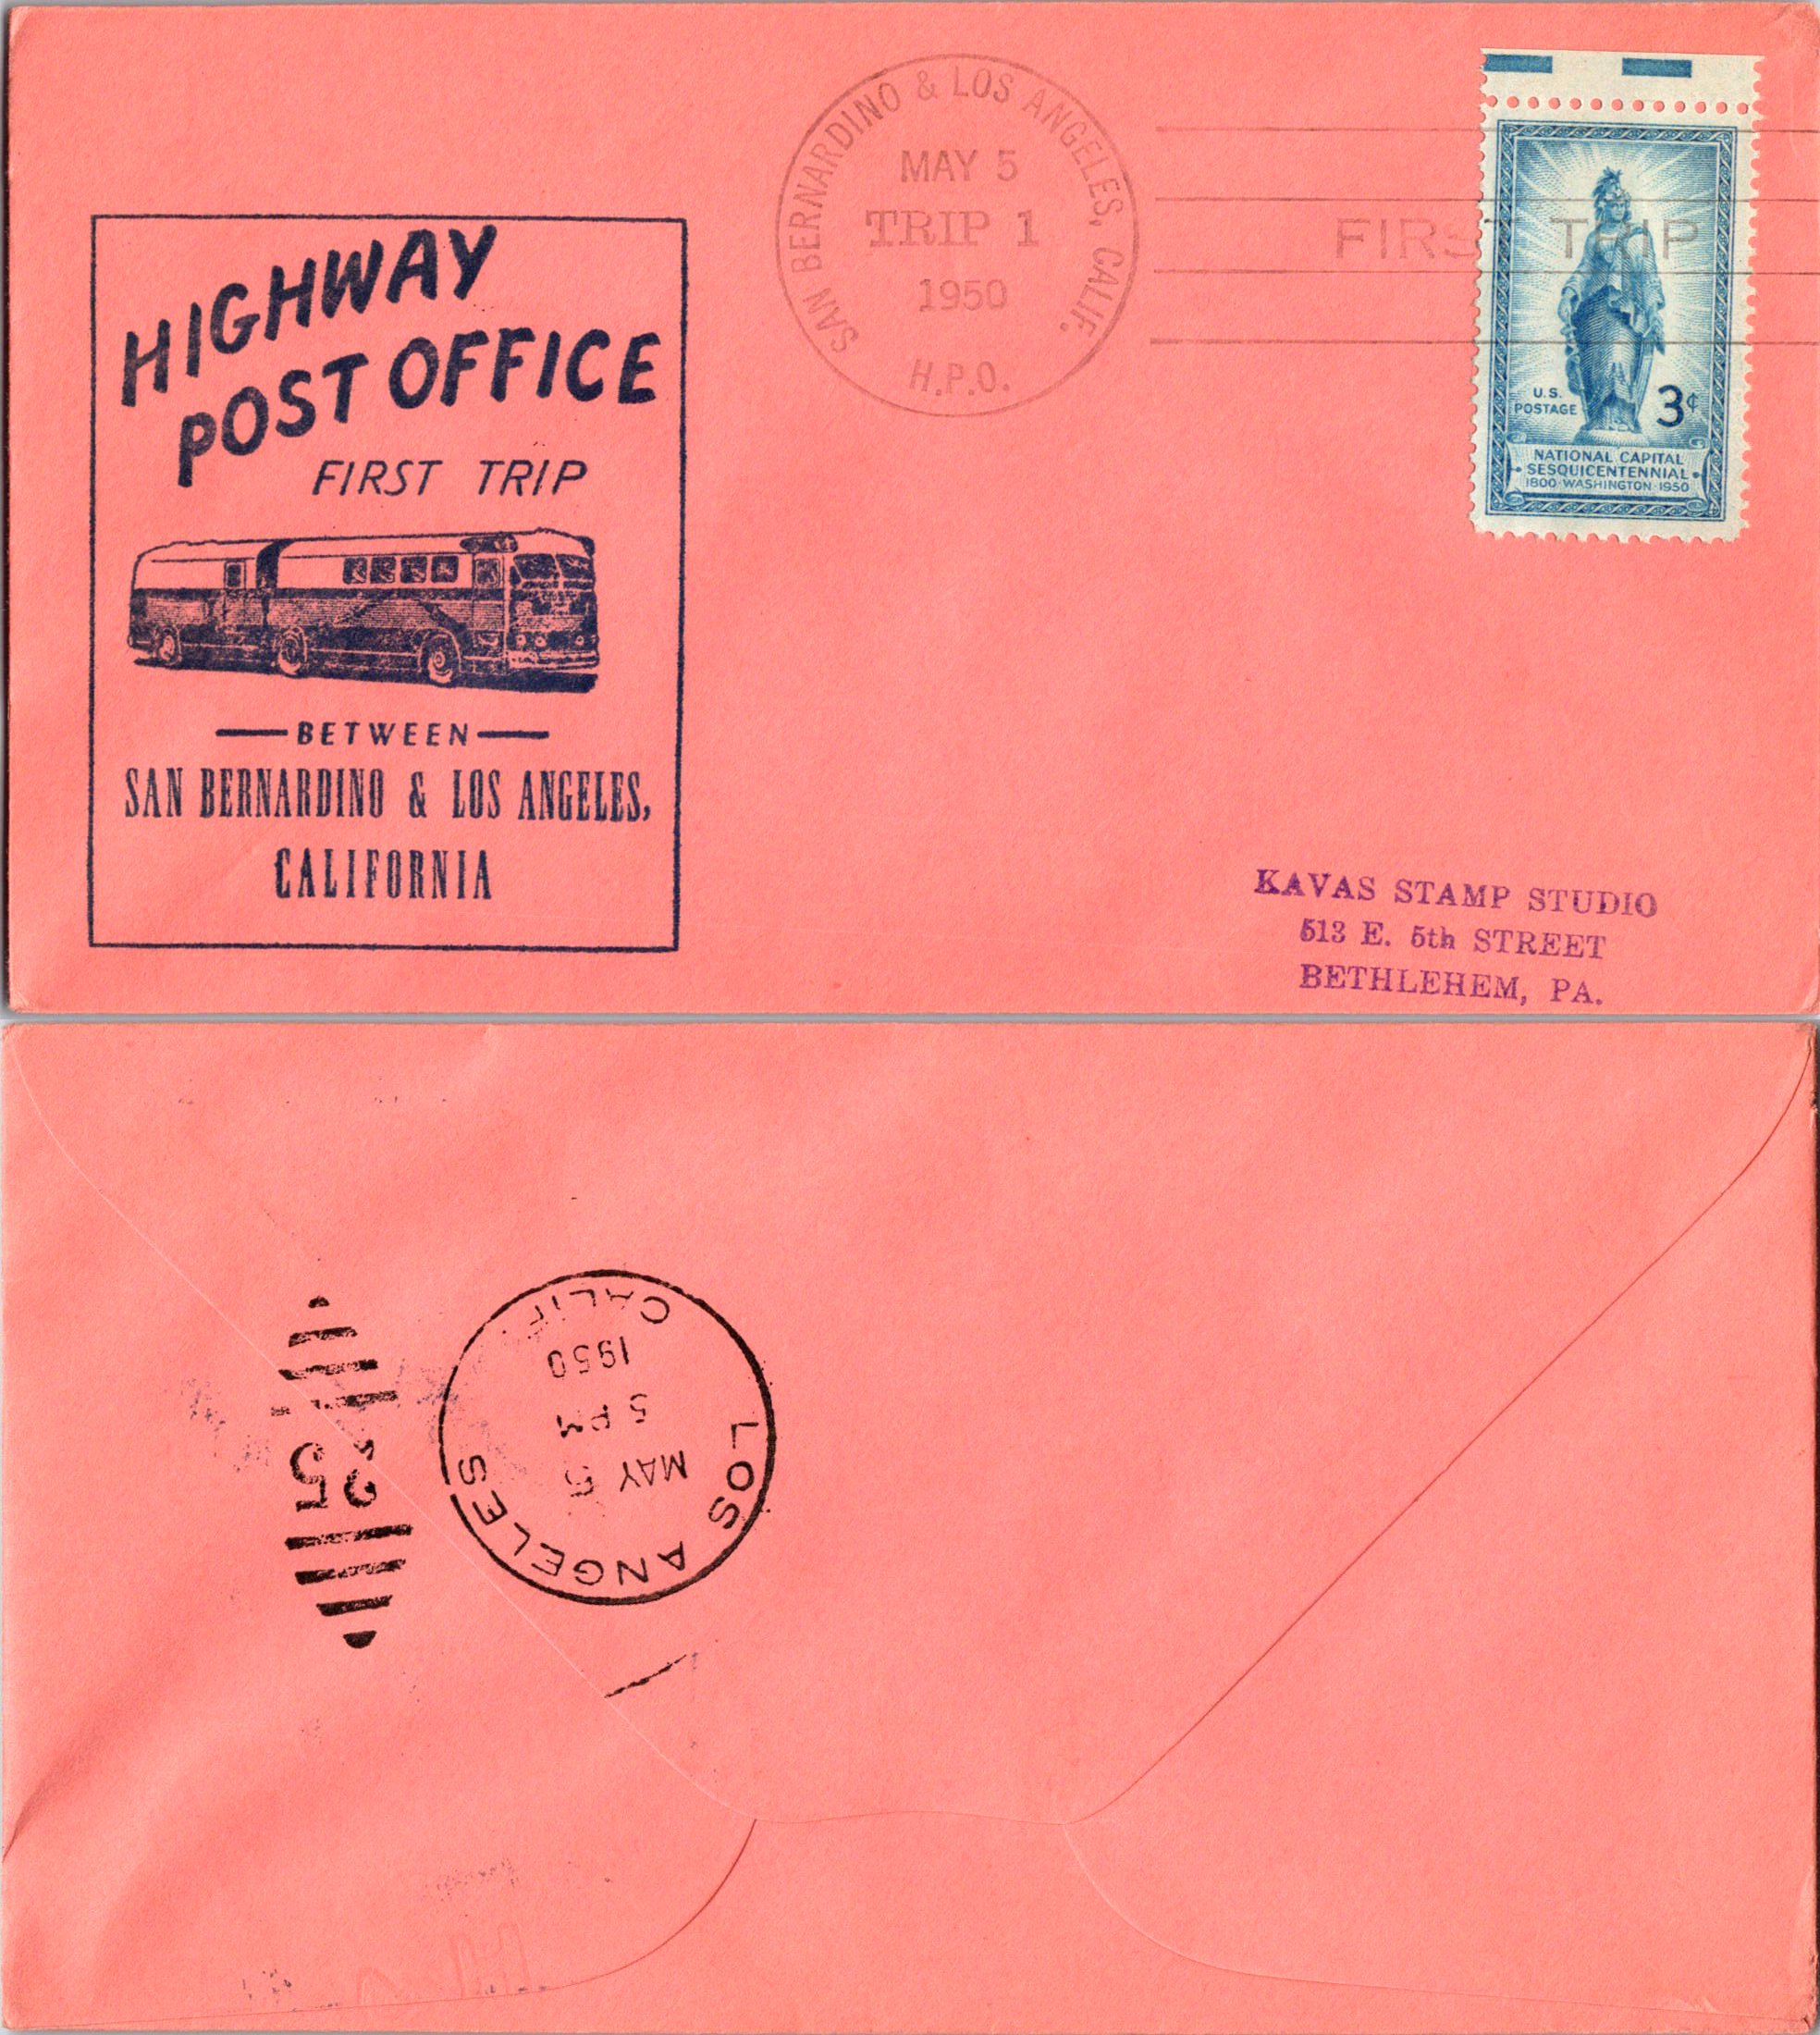 HIGHWAY
POST OFFICE
FIRST TRIP
BETWEEN
SAN BERNARDINO & LOS ANGELES,
CALIFORNIA
SAN BERNARDINO & LOS ANGELES, CALIF.
MAY 5
TRIP 1
1950
H.P.O.
FIRST TRIP
U.S.
POSTAGE
3¢
NATIONAL CAPITAL
SESQUICENTENNIAL
1800·WASHINGTON·1950
KAVAS STAMP STUDIO
513 E. 5th STREET
BETHLEHEM, PA.
LOS ANGELES
MAY 5
5 PM
1950
CALIF.
25